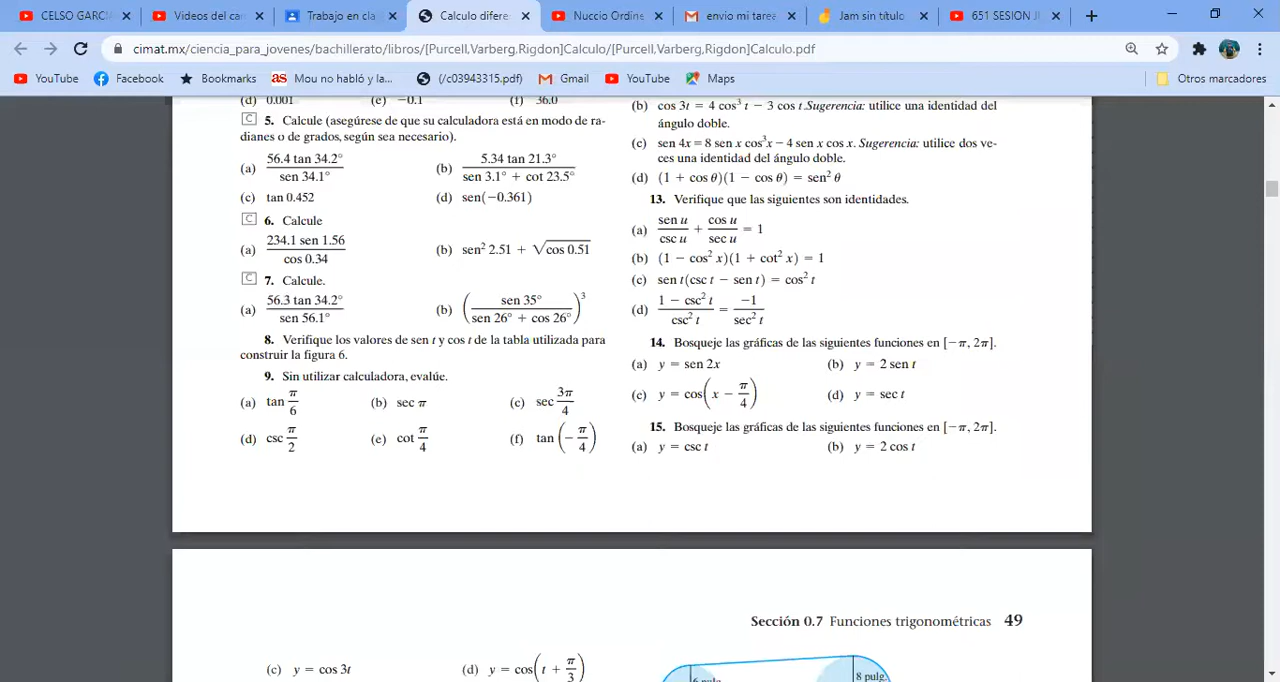 CELSO GARCIA
Videos del car
Trabajo en cla
Calculo difere
Nuccio Ordine
envio mi taree
Jam sin título
651 SESION JI
cimat.mx/ciencia_para_jovenes/bachillerato/libros/[Purcell,Varberg,Rigdon]Calculo/[Purcell,Varberg,Rigdon]Calculo.pdf
YouTube
Facebook
Bookmarks
Mou no habló y la...
(/c03943315.pdf)
Gmail
YouTube
Maps
Otros marcadores
(d) 0.001 (e) −0.1 (f) 36.0
C 5. Calcule (asegúrese de que su calculadora está en modo de ra-
dianes o de grados, según sea necesario).
(a) 56.4 tan 34.2° / sen 34.1° (b) 5.34 tan 21.3° / sen 3.1° + cot 23.5°
(c) tan 0.452 (d) sen(−0.361)
C 6. Calcule
(a) 234.1 sen 1.56 / cos 0.34 (b) sen² 2.51 + √cos 0.51
C 7. Calcule.
(a) 56.3 tan 34.2° / sen 56.1° (b) (sen 35° / sen 26° + cos 26°)³
8. Verifique los valores de sen t y cos t de la tabla utilizada para
construir la figura 6.
9. Sin utilizar calculadora, evalúe.
(a) tan π/6 (b) sec π (c) sec 3π/4
(d) csc π/2 (e) cot π/4 (f) tan(−π/4)
(b) cos 3t = 4 cos³ t − 3 cos t. Sugerencia: utilice una identidad del
ángulo doble.
(c) sen 4x = 8 sen x cos³x − 4 sen x cos x. Sugerencia: utilice dos ve-
ces una identidad del ángulo doble.
(d) (1 + cos θ)(1 − cos θ) = sen² θ
13. Verifique que las siguientes son identidades.
(a) sen u / csc u + cos u / sec u = 1
(b) (1 − cos² x)(1 + cot² x) = 1
(c) sen t(csc t − sen t) = cos² t
(d) 1 − csc² t / csc² t = −1 / sec² t
14. Bosqueje las gráficas de las siguientes funciones en [−π, 2π].
(a) y = sen 2x (b) y = 2 sen t
(c) y = cos(x − π/4) (d) y = sec t
15. Bosqueje las gráficas de las siguientes funciones en [−π, 2π].
(a) y = csc t (b) y = 2 cos t
Sección 0.7 Funciones trigonométricas 49
(c) y = cos 3t (d) y = cos(t + π/3)
8 pulg.